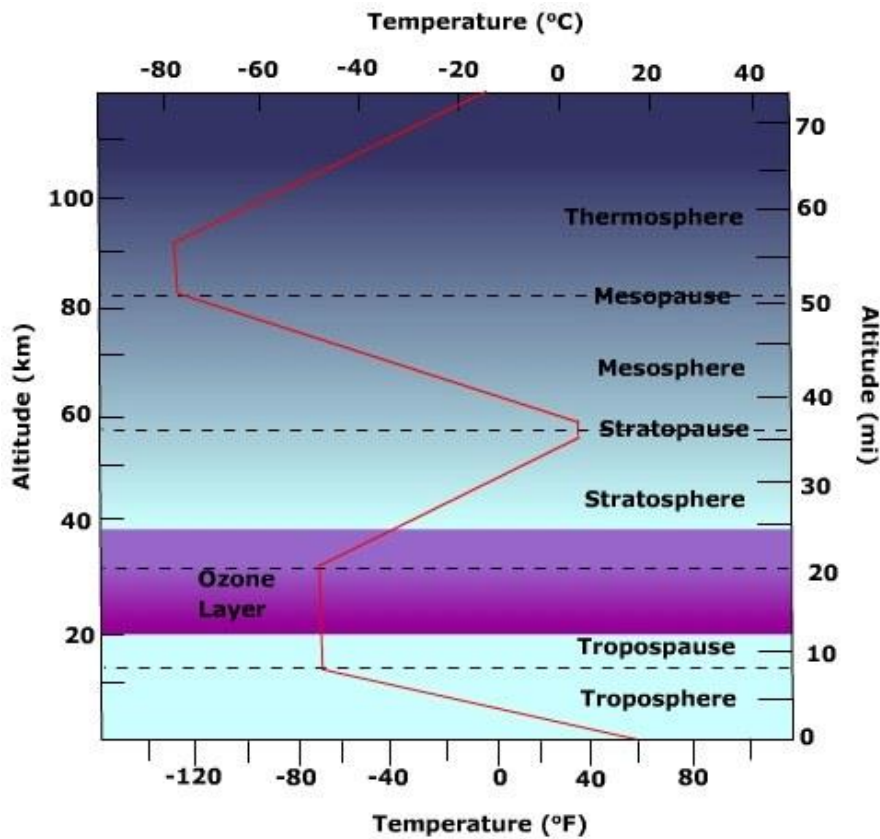 Temperature (ºC)
-80 -60 -40 -20 0 20 40
70
100
60
Thermosphere
Mesopause
80
50
Altitude (km)
Altitude (mi)
Mesosphere
40
60
Stratopause
Stratosphere
30
40
Ozone
20
Layer
20
Tropospause
10
Troposphere
0
-120 -80 -40 0 40 80
Temperature (ºF)